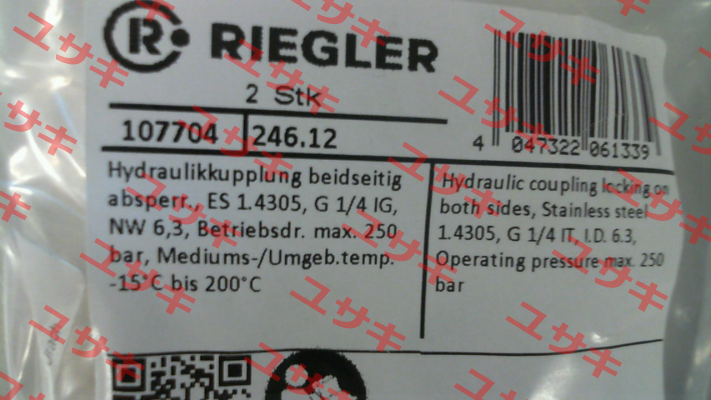 RIEGLER
2 Stk
107704 246.12
4 047322 061339
Hydraulikkupplung beidseitig
absperr., ES 1.4305, G 1/4 IG,
NW 6,3, Betriebsdr. max. 250
bar, Mediums-/Umgeb.temp.
-15°C bis 200°C
Hydraulic coupling locking on
both sides, Stainless steel
1.4305, G 1/4 IT, I.D. 6.3,
Operating pressure max. 250
bar
ユサキ